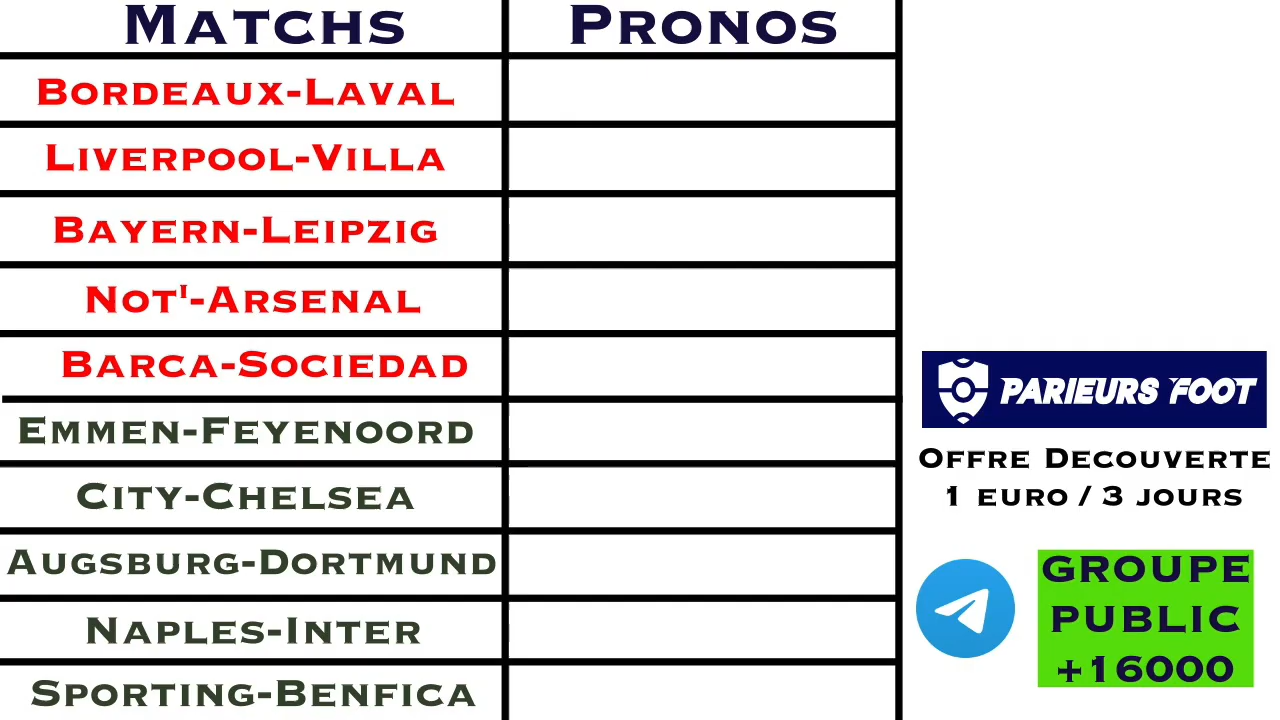 Matchs Pronos
Bordeaux-Laval
Liverpool-Villa
Bayern-Leipzig
Not'-Arsenal
Barca-Sociedad
Emmen-Feyenoord
City-Chelsea
Augsburg-Dortmund
Naples-Inter
Sporting-Benfica
PARIEURS FOOT
Offre Decouverte
1 euro / 3 jours
GROUPE
PUBLIC
+16000